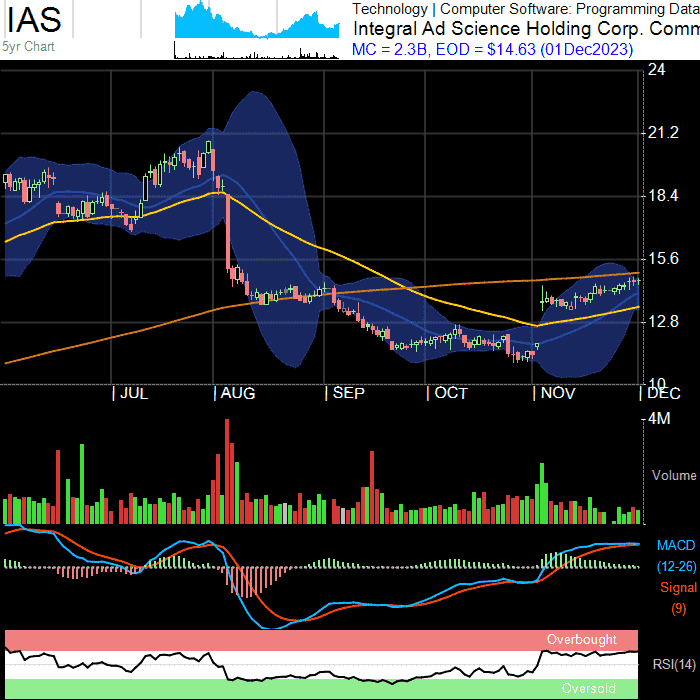 IAS
5yr Chart
Technology | Computer Software: Programming Data
Integral Ad Science Holding Corp. Comm
MC = 2.3B, EOD = $14.63 (01Dec2023)
24
21.2
18.4
15.6
12.8
10
JUL AUG SEP OCT NOV DEC
4M
Volume
MACD
(12-26)
Signal
(9)
Overbought
RSI(14)
Oversold